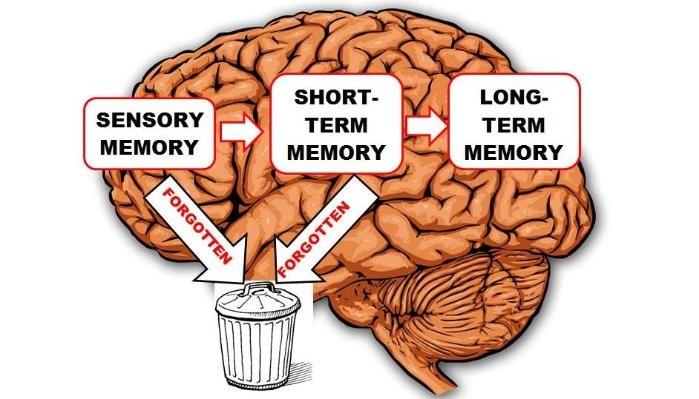 SENSORY
MEMORY
SHORT-
TERM
MEMORY
LONG-
TERM
MEMORY
FORGOTTEN
FORGOTTEN